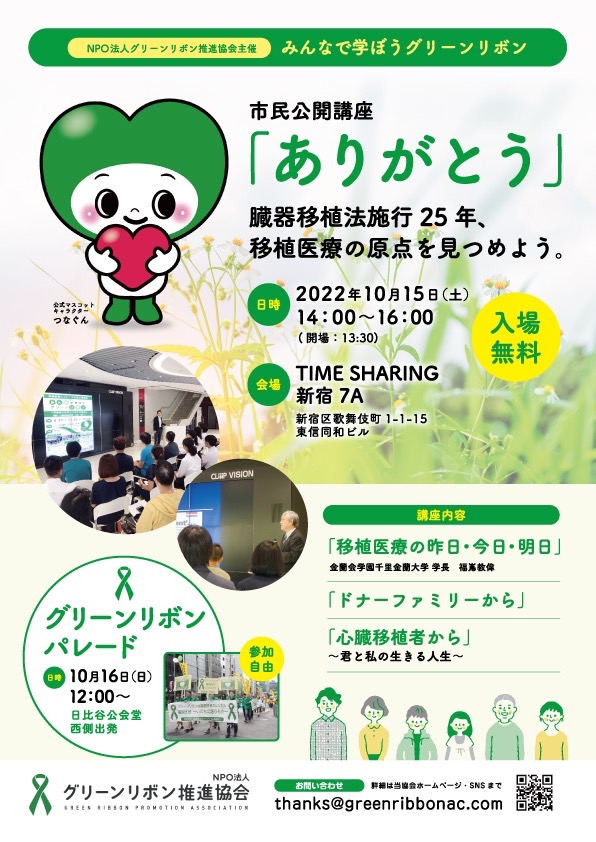 NPO法人グリーンリボン推進協会主催 みんなで学ぼうグリーンリボン
市民公開講座
「ありがとう」
臓器移植法施行 25 年、
移植医療の原点を見つめよう。
公式マスコット
キャラクター
つなぐん
日時 2022年10月15日(土)
14:00〜16:00
(開場:13:30)
入場
無料
会場 TIME SHARING
新宿 7A
新宿区歌舞伎町 1-1-15
東信同和ビル
CLIP VISION
講座内容
「移植医療の昨日・今日・明日」
金蘭会学園千里金蘭大学 学長 福嶌教偉
「ドナーファミリーから」
「心臓移植者から」
〜君と私の生きる人生〜
グリーンリボン
パレード
日時 10月16日(日)
12:00〜
日比谷公会堂
西側出発
参加
自由
NPO法人
グリーンリボン推進協会
GREEN RIBBON PROMOTION ASSOCIATION
お問い合わせ 詳細は当協会ホームページ・SNS まで
thanks@greenribbonac.com